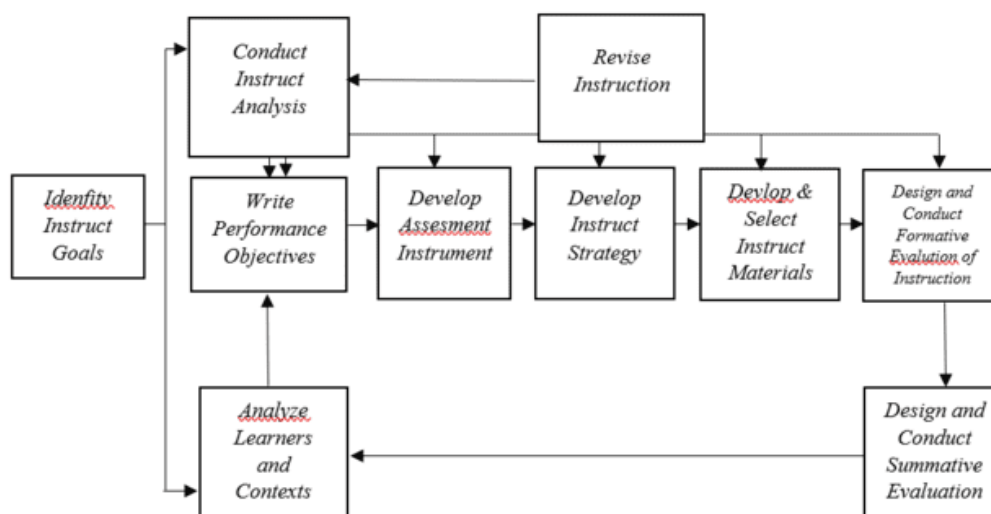 Conduct
Instruct
Analysis
Revise
Instruction
Idenfity
Instruct
Goals
Write
Performance
Objectives
Develop
Assesment
Instrument
Develop
Instruct
Strategy
Devlop &
Select
Instruct
Materials
Design and
Conduct
Formative
Evalution of
Instruction
Analyze
Learners
and
Contexts
Design and
Conduct
Summative
Evaluation